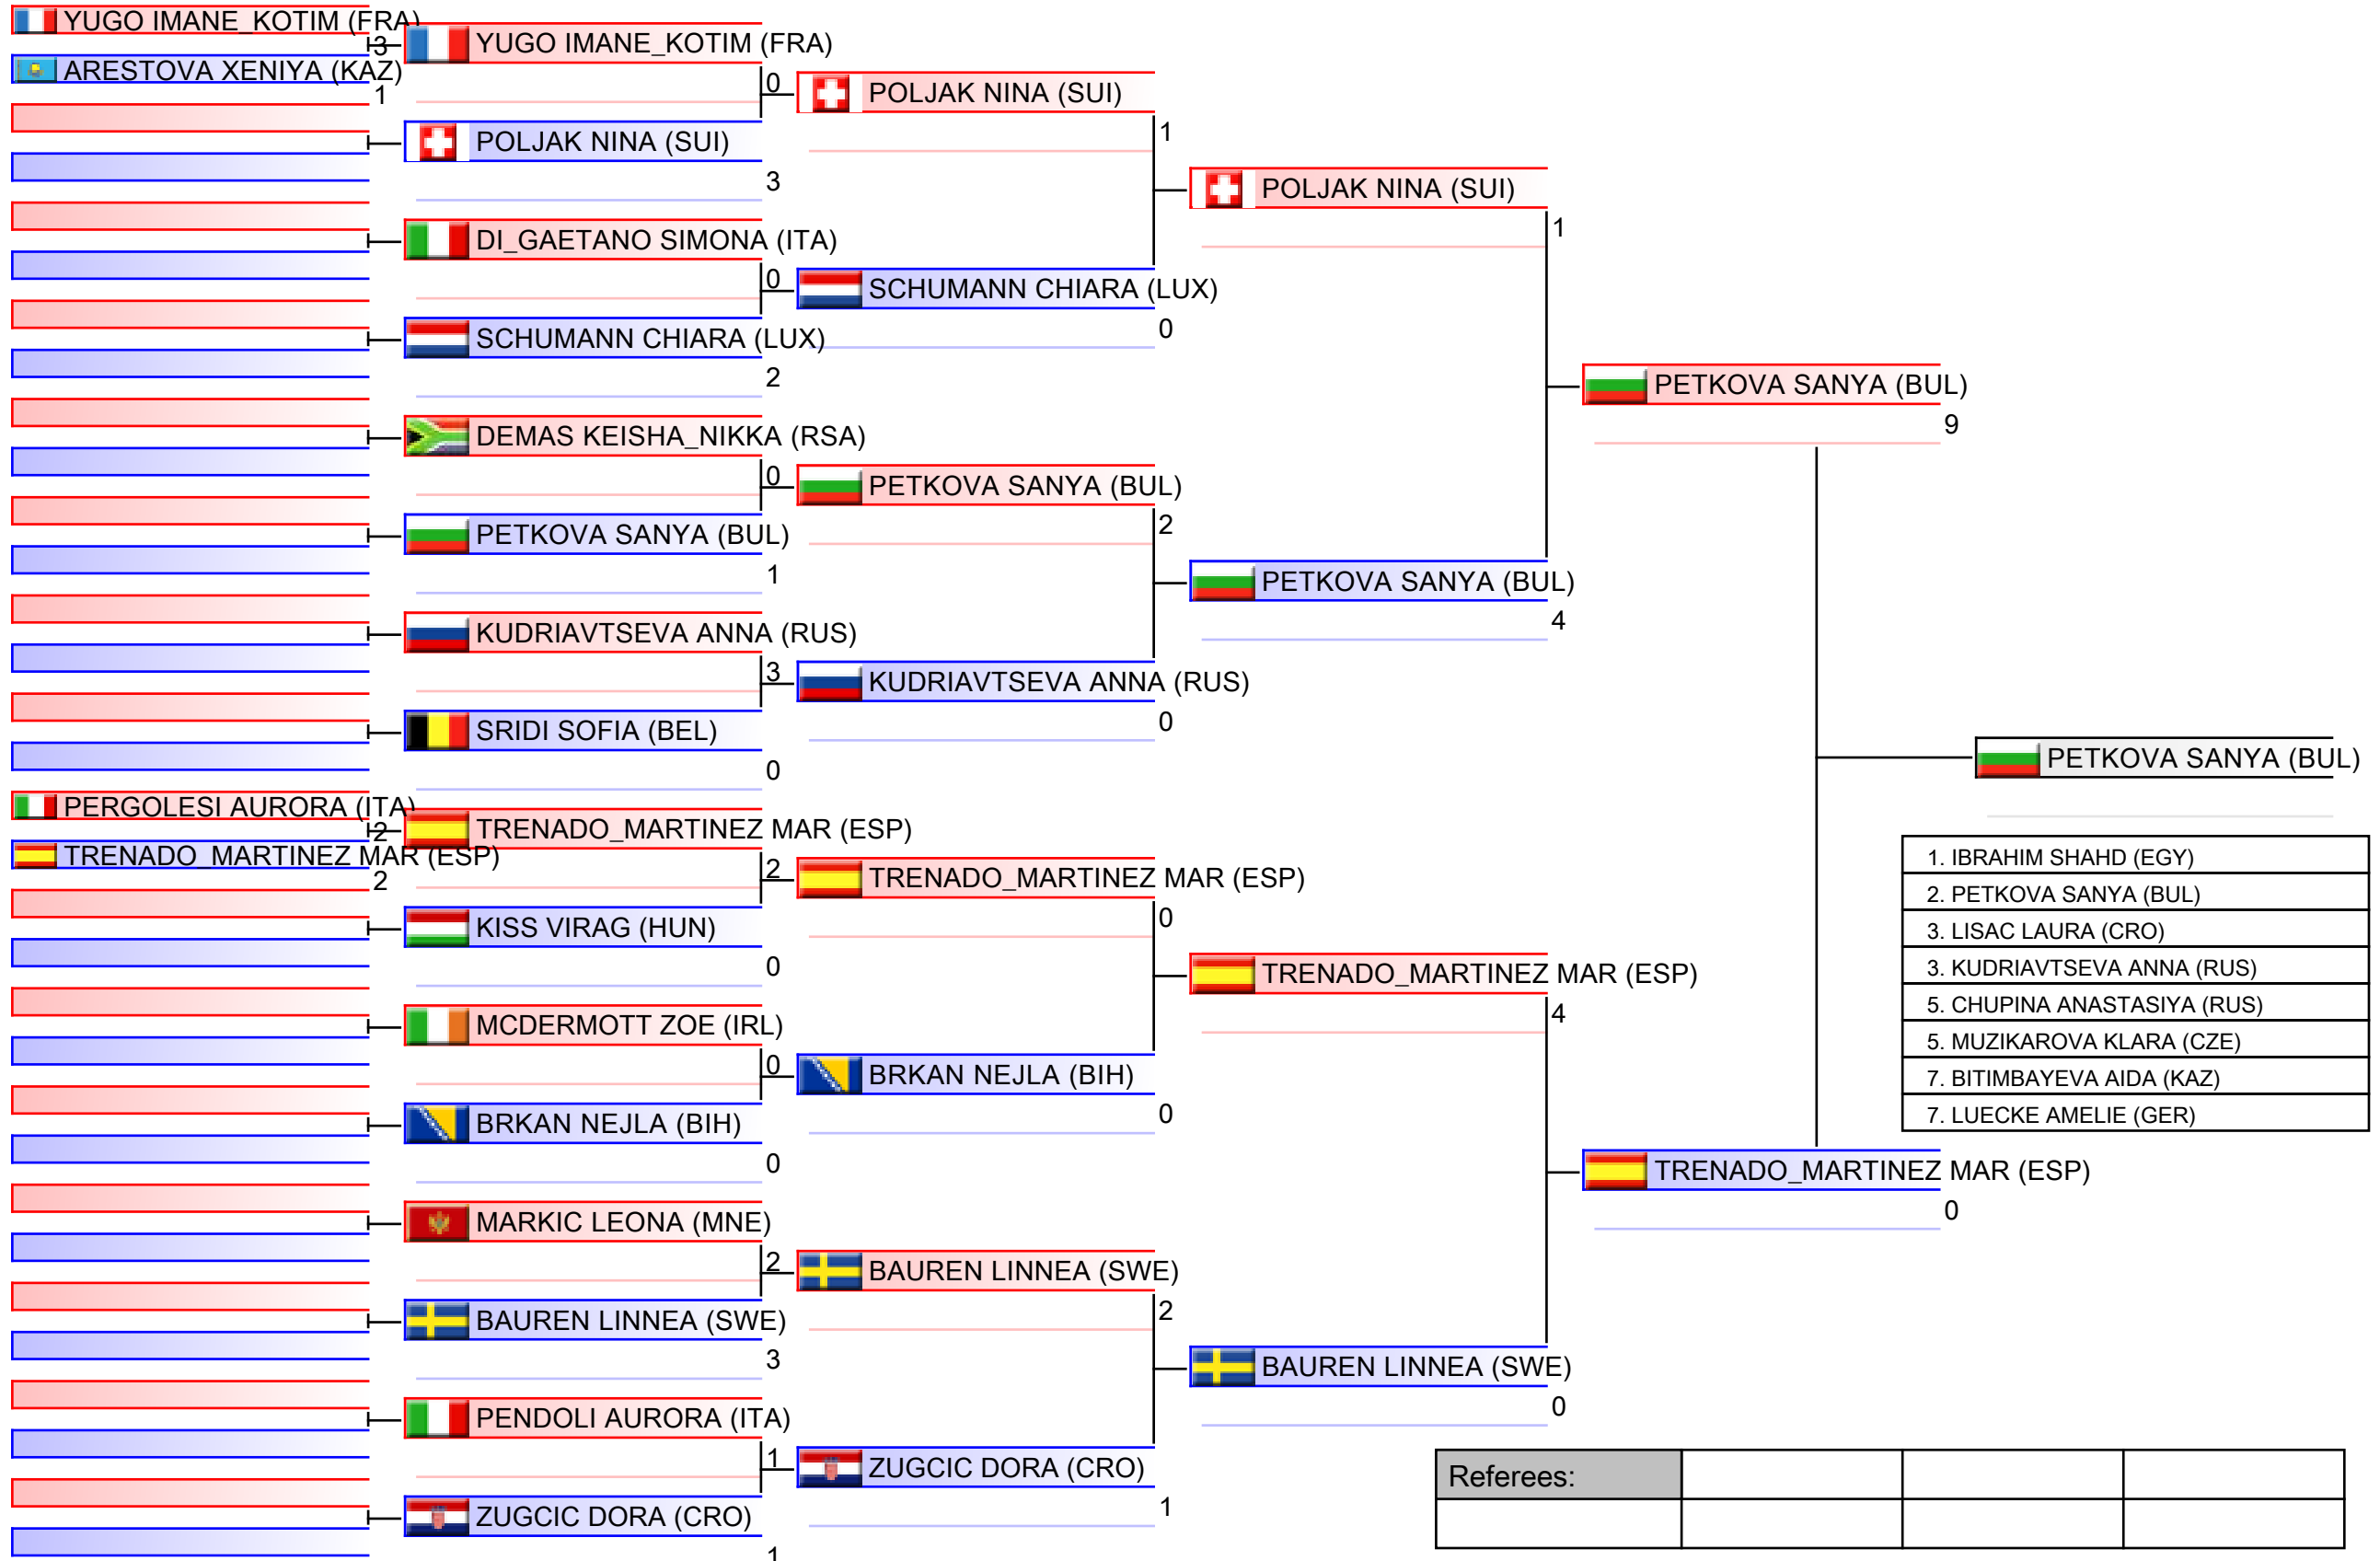 YUGO IMANE_KOTIM (FRA)
3
ARESTOVA XENIYA (KAZ)
1
PERGOLESI AURORA (ITA)
2
TRENADO_MARTINEZ MAR (ESP)
2
YUGO IMANE_KOTIM (FRA)
0
POLJAK NINA (SUI)
3
DI_GAETANO SIMONA (ITA)
0
SCHUMANN CHIARA (LUX)
2
DEMAS KEISHA_NIKKA (RSA)
0
PETKOVA SANYA (BUL)
1
KUDRIAVTSEVA ANNA (RUS)
3
SRIDI SOFIA (BEL)
0
TRENADO_MARTINEZ MAR (ESP)
2
KISS VIRAG (HUN)
0
MCDERMOTT ZOE (IRL)
0
BRKAN NEJLA (BIH)
0
MARKIC LEONA (MNE)
2
BAUREN LINNEA (SWE)
3
PENDOLI AURORA (ITA)
1
ZUGCIC DORA (CRO)
1
POLJAK NINA (SUI)
1
SCHUMANN CHIARA (LUX)
0
PETKOVA SANYA (BUL)
2
KUDRIAVTSEVA ANNA (RUS)
0
TRENADO_MARTINEZ MAR (ESP)
0
BRKAN NEJLA (BIH)
0
BAUREN LINNEA (SWE)
2
ZUGCIC DORA (CRO)
1
POLJAK NINA (SUI)
1
PETKOVA SANYA (BUL)
4
TRENADO_MARTINEZ MAR (ESP)
4
BAUREN LINNEA (SWE)
0
PETKOVA SANYA (BUL)
9
TRENADO_MARTINEZ MAR (ESP)
0
PETKOVA SANYA (BUL)
1. IBRAHIM SHAHD (EGY)
2. PETKOVA SANYA (BUL)
3. LISAC LAURA (CRO)
3. KUDRIAVTSEVA ANNA (RUS)
5. CHUPINA ANASTASIYA (RUS)
5. MUZIKAROVA KLARA (CZE)
7. BITIMBAYEVA AIDA (KAZ)
7. LUECKE AMELIE (GER)
Referees: